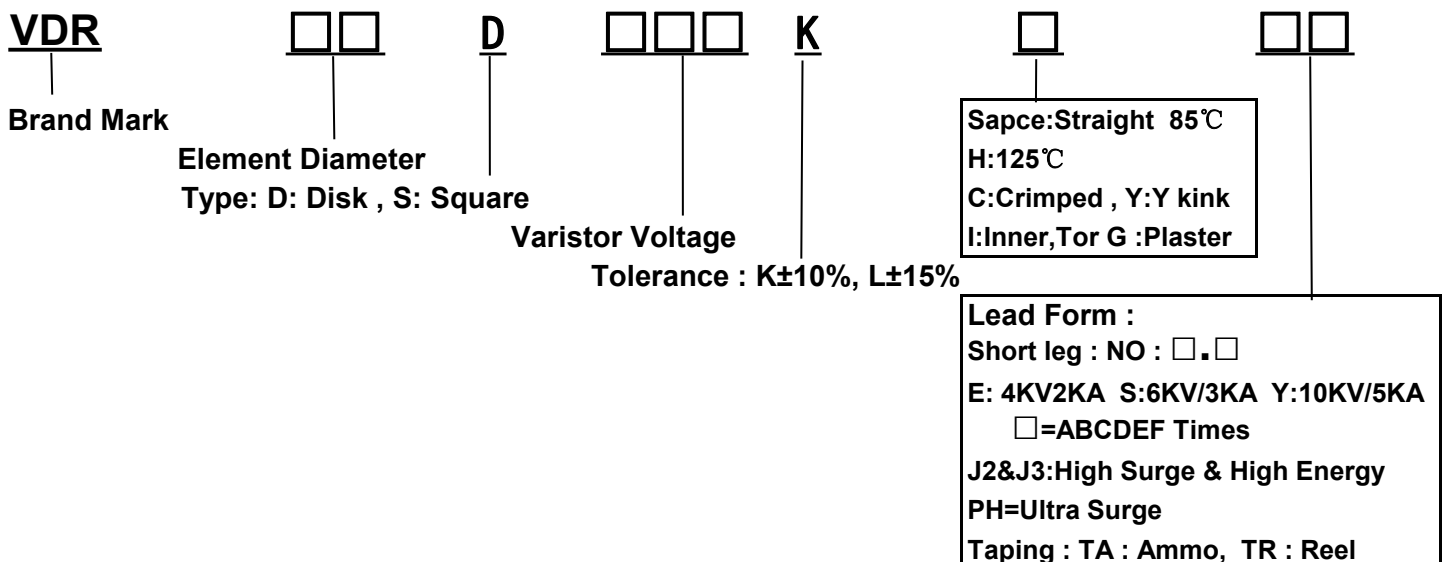 VDR □□ D □□□ K □ □□
Brand Mark
Element Diameter
Type: D: Disk , S: Square
Varistor Voltage
Tolerance : K±10%, L±15%
Sapce:Straight 85℃
H:125℃
C:Crimped , Y:Y kink
I:Inner,Tor G :Plaster
Lead Form :
Short leg : NO : □.□
E: 4KV2KA S:6KV/3KA Y:10KV/5KA
□=ABCDEF Times
J2&J3:High Surge & High Energy
PH=Ultra Surge
Taping : TA : Ammo, TR : Reel